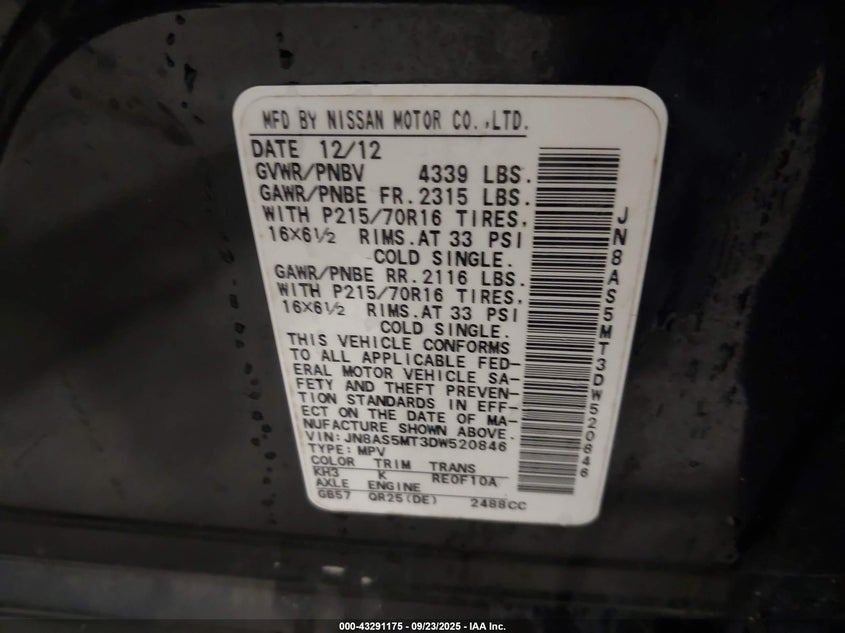 MFD BY NISSAN MOTOR CO.,LTD.
DATE 12/12
GVWR/PNBV 4339 LBS.
GAWR/PNBE FR.2315 LBS.
WITH P215/70R16 TIRES,
16×6½ RIMS.AT 33 PSI
COLD SINGLE.
GAWR/PNBE RR.2116 LBS.
WITH P215/70R16 TIRES,
16×6½ RIMS.AT 33 PSI
COLD SINGLE.
THIS VEHICLE CONFORMS
TO ALL APPLICABLE FED-
ERAL MOTOR VEHICLE SA-
FETY AND THEFT PREVEN-
TION STANDARDS IN EFF-
ECT ON THE DATE OF MA-
NUFACTURE SHOWN ABOVE.
VIN:JN8AS5MT3DW520846
TYPE:MPV
COLOR TRIM TRANS
KH3 K RE0F10A
AXLE ENGINE
GB57 QR25(DE) 2488CC
JN8AS5MT3DW520846
000-43291175 - 09/23/2025 - IAA Inc.